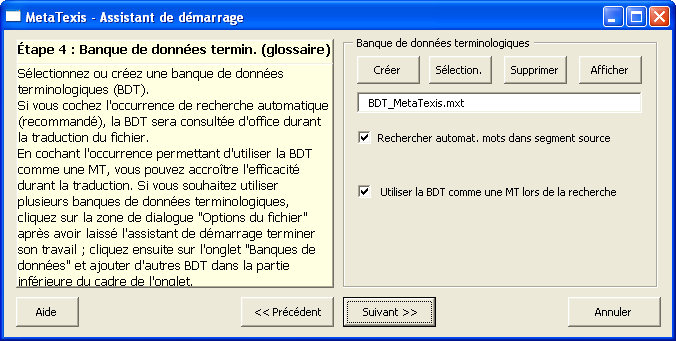 MetaTexis - Assistant de démarrage
Étape 4 : Banque de données termin. (glossaire)
Sélectionnez ou créez une banque de données
terminologiques (BDT).
Si vous cochez l'occurrence de recherche automatique
(recommandé), la BDT sera consultée d'office durant
la traduction du fichier.
En cochant l'occurrence permettant d'utiliser la BDT
comme une MT, vous pouvez accroître l'efficacité
durant la traduction. Si vous souhaitez utiliser
plusieurs banques de données terminologiques,
cliquez sur la zone de dialogue "Options du fichier"
après avoir laissé l'assistant de démarrage terminer
son travail ; cliquez ensuite sur l'onglet "Banques de
données" et ajouter d'autres BDT dans la partie
inférieure du cadre de l'onglet.
Banque de données terminologiques
Créer
Sélection.
Supprimer
Afficher
BDT_MetaTexis.mxt
Rechercher automat. mots dans segment source
Utiliser la BDT comme une MT lors de la recherche
Aide
<< Précédent
Suivant >>
Annuler